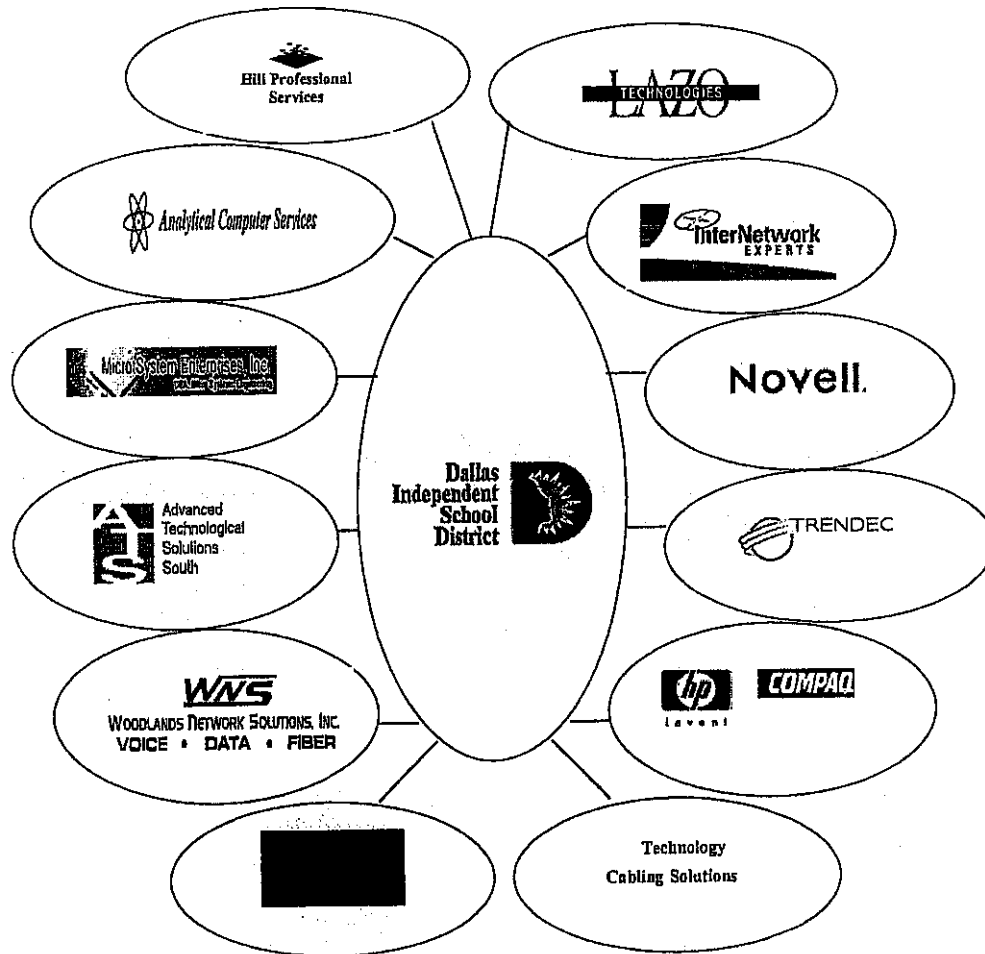 Hill Professional
Services
LAZO
TECHNOLOGIES
Analytical Computer Services
InterNetwork
EXPERTS
MicroSystem Enterprises, Inc
Novell.
Dallas
Independent
School
District
ATS
Advanced
Technological
Solutions
South
TRENDEC
WNS
WOODLANDS NETWORK SOLUTIONS, INC.
VOICE • DATA • FIBER
hp
invent
COMPAQ
Technology
Cabling Solutions